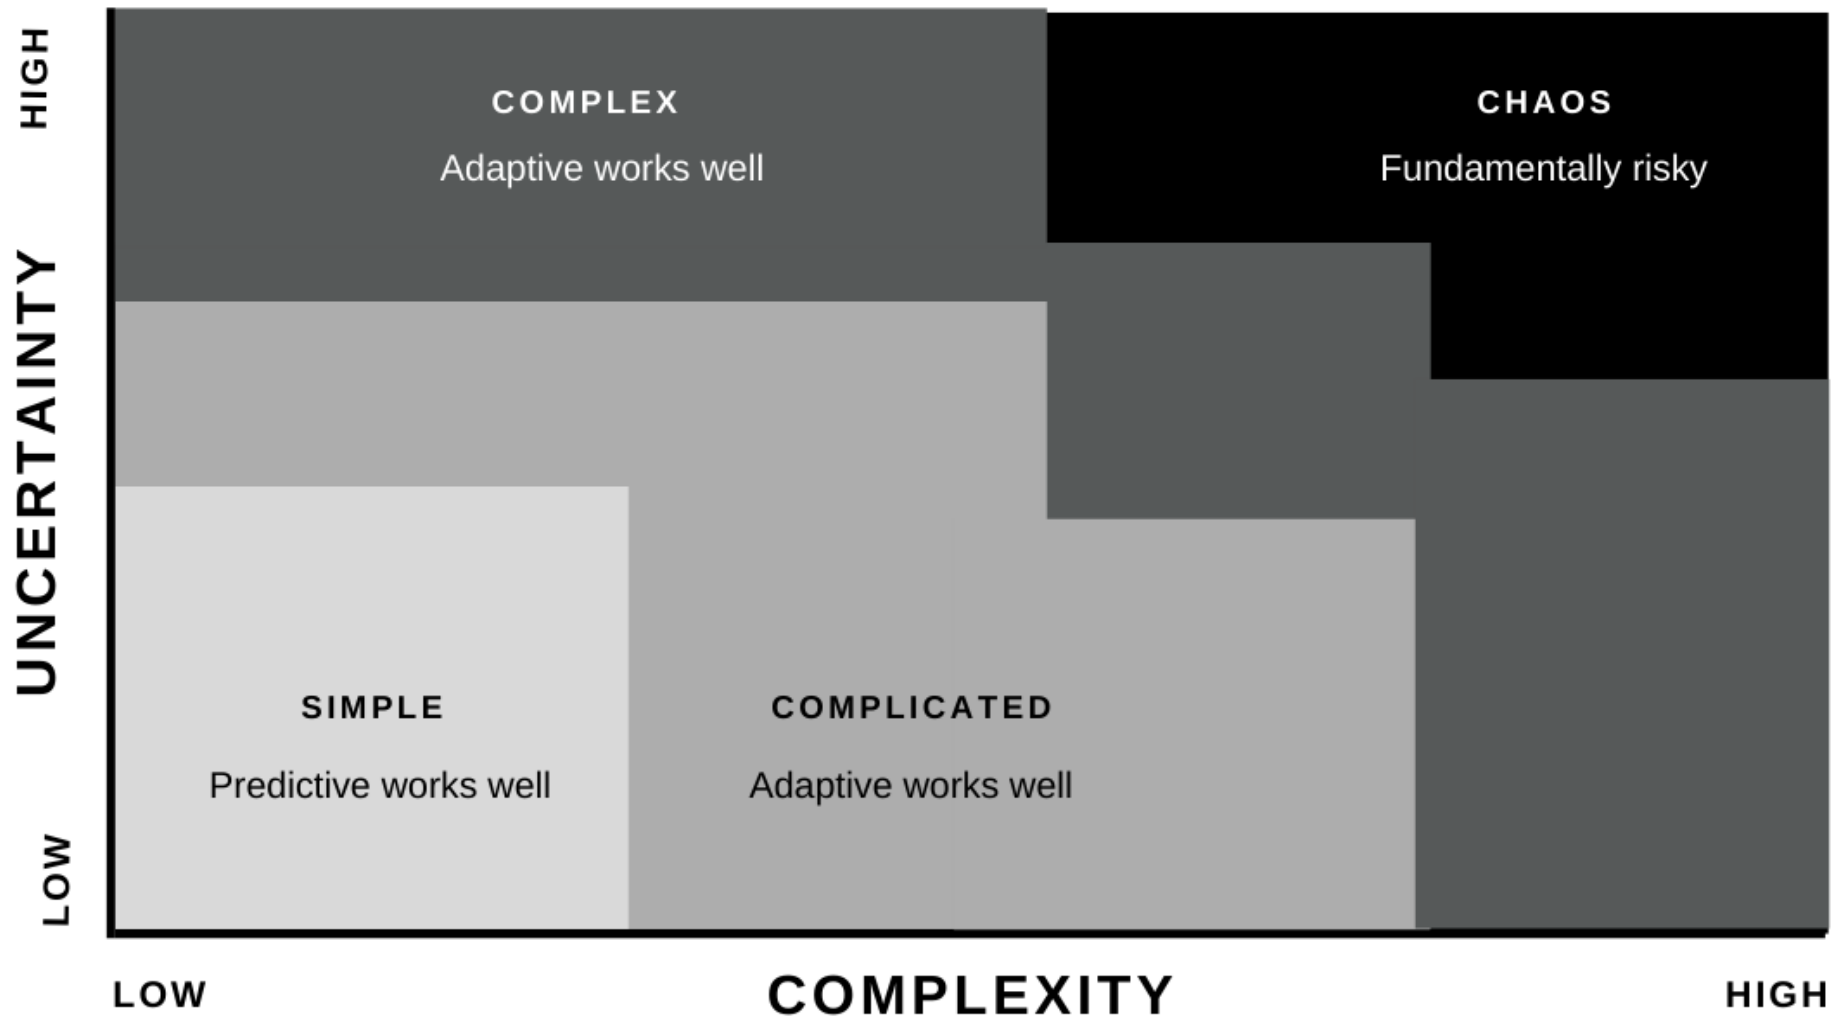 HIGH
COMPLEX
CHAOS
Adaptive works well
Fundamentally risky
UNCERTAINTY
SIMPLE
COMPLICATED
Predictive works well
Adaptive works well
LOW
LOW
COMPLEXITY
HIGH